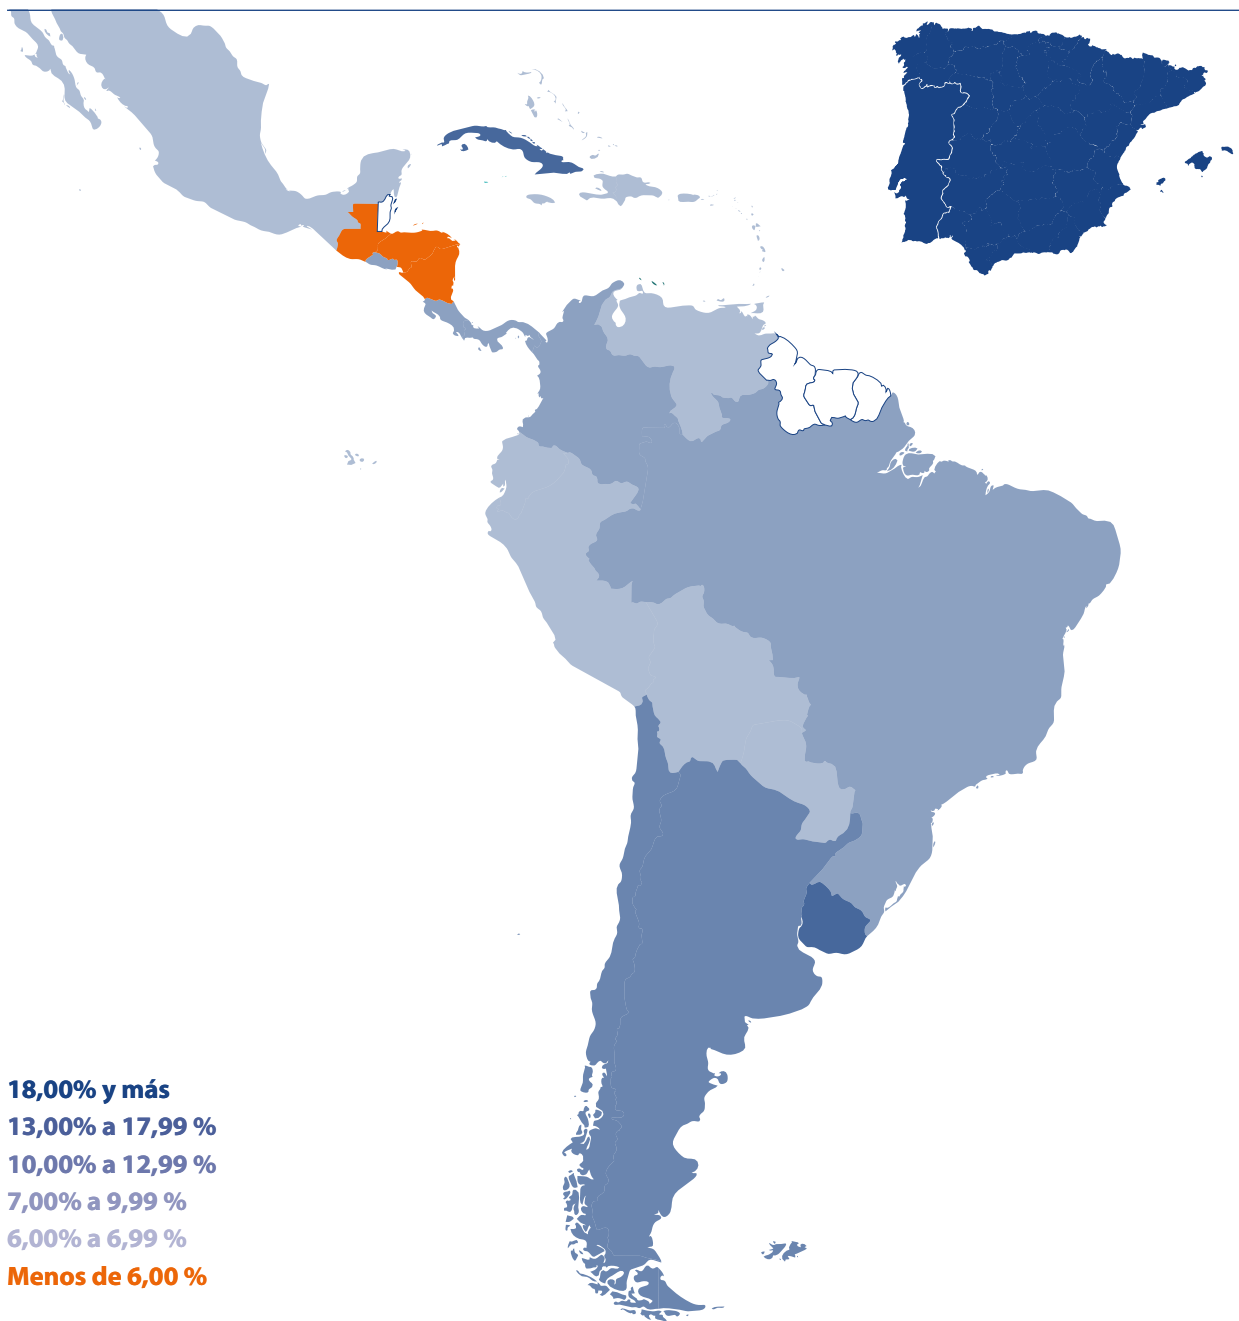 18,00% y más
13,00% a 17,99 %
10,00% a 12,99 %
7,00% a 9,99 %
6,00% a 6,99 %
Menos de 6,00 %